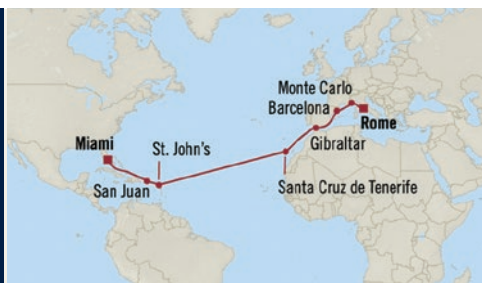 Monte Carlo
Barcelona
Rome
Miami
St. John's
Gibraltar
San Juan
Santa Cruz de Tenerife